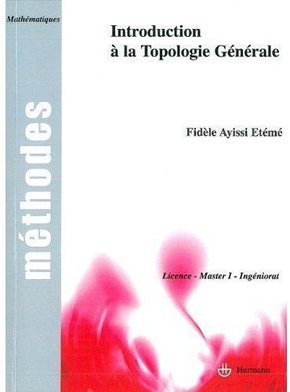 Mathématiques
Introduction
à la Topologie Générale
Fidèle Ayissi Etémé
méthodes
Licence - Master I - Ingéniorat
Hermann